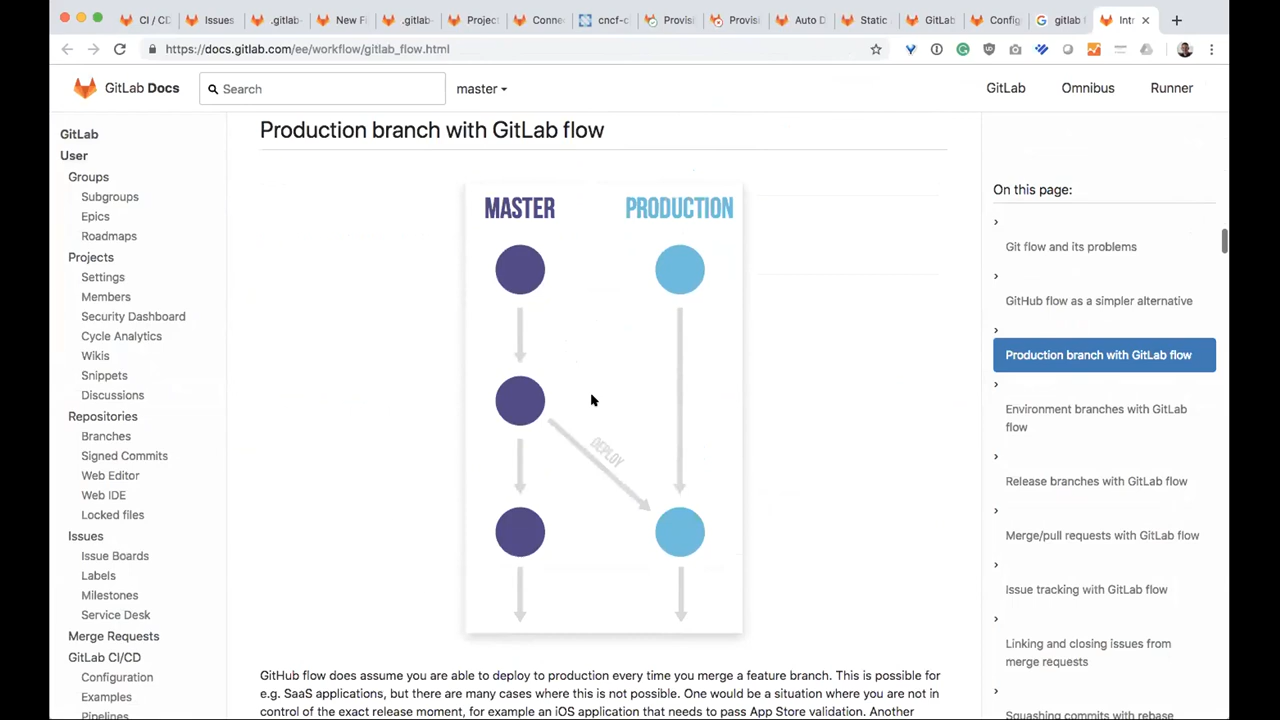 CI / CD
Issues
.gitlab-
New Fi
.gitlab-
Project
Conne
cncf-c
Provisi
Provisi
Auto D
Static
GitLab
Config
gitlab f
Intr
https://docs.gitlab.com/ee/workflow/gitlab_flow.html
GitLab Docs
Search
master
GitLab
Omnibus
Runner
GitLab
User
Groups
Subgroups
Epics
Roadmaps
Projects
Settings
Members
Security Dashboard
Cycle Analytics
Wikis
Snippets
Discussions
Repositories
Branches
Signed Commits
Web Editor
Web IDE
Locked files
Issues
Issue Boards
Labels
Milestones
Service Desk
Merge Requests
GitLab CI/CD
Configuration
Examples
Pipelines
Production branch with GitLab flow
MASTER
PRODUCTION
DEPLOY
GitHub flow does assume you are able to deploy to production every time you merge a feature branch. This is possible for
e.g. SaaS applications, but there are many cases where this is not possible. One would be a situation where you are not in
control of the exact release moment, for example an iOS application that needs to pass App Store validation. Another
On this page:
Git flow and its problems
GitHub flow as a simpler alternative
Production branch with GitLab flow
Environment branches with GitLab
flow
Release branches with GitLab flow
Merge/pull requests with GitLab flow
Issue tracking with GitLab flow
Linking and closing issues from
merge requests
Squashing commits with rebase